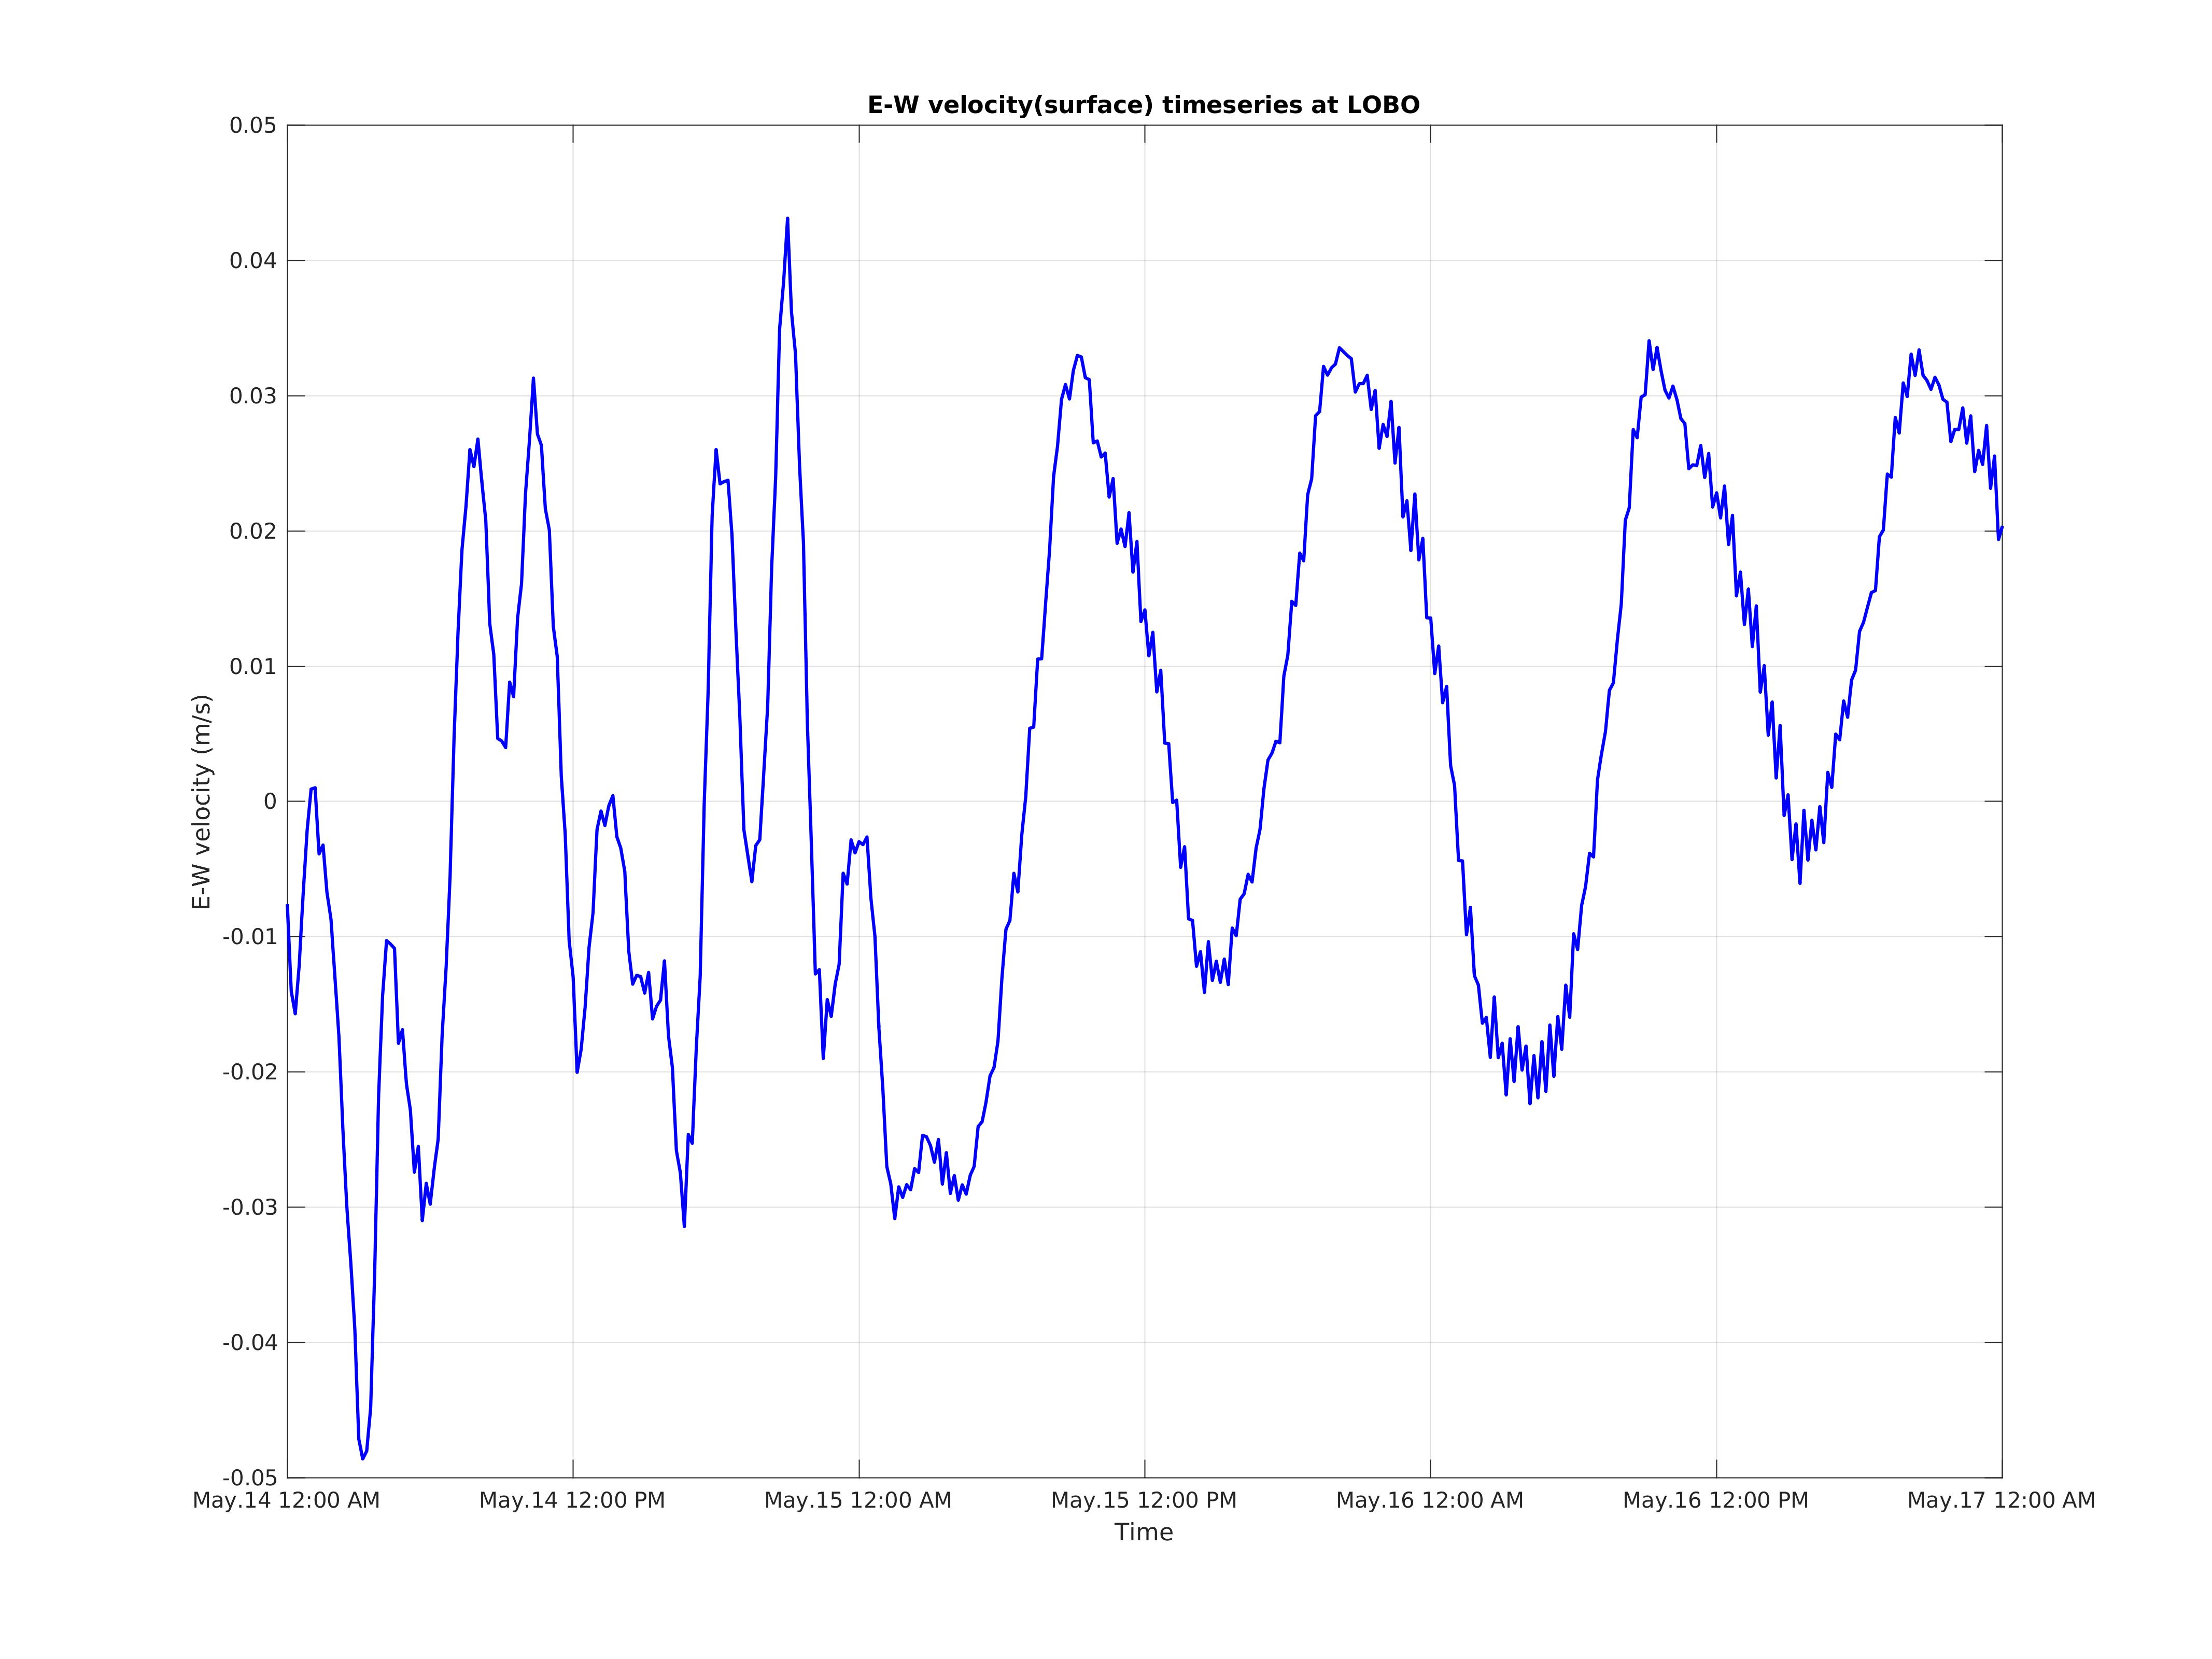 E-W velocity(surface) timeseries at LOBO
0.05
0.04
0.03
0.02
0.01
0
-0.01
-0.02
-0.03
-0.04
-0.05
E-W velocity (m/s)
May.14 12:00 AM
May.14 12:00 PM
May.15 12:00 AM
May.15 12:00 PM
May.16 12:00 AM
May.16 12:00 PM
May.17 12:00 AM
Time